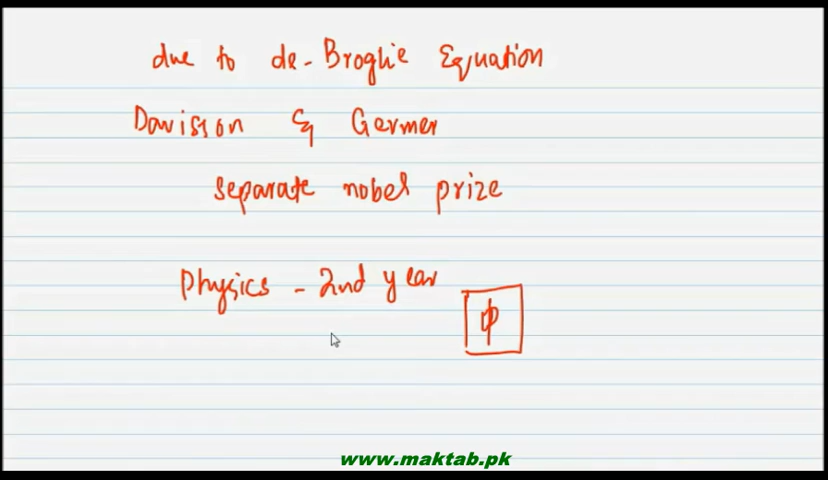 due to de-Broglie Equation
Davisson & Germer
separate nobel prize
Physics - 2nd year
φ
www.maktab.pk